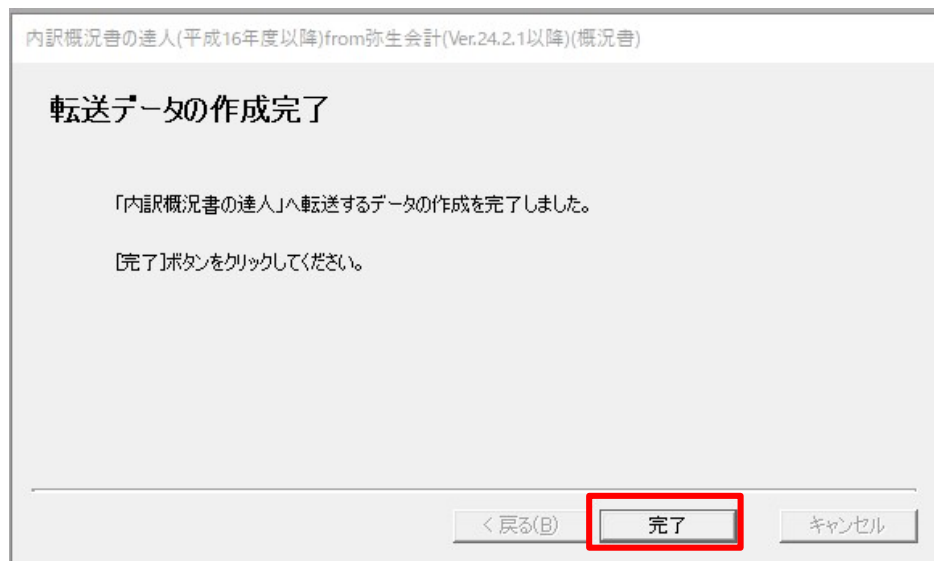 内訳概況書の達人(平成16年度以降)from弥生会計(Ver.24.2.1以降)(概況書)
転送データの作成完了
「内訳概況書の達人」へ転送するデータの作成を完了しました。
[完了]ボタンをクリックしてください。
< 戻る(B)
完了
キャンセル